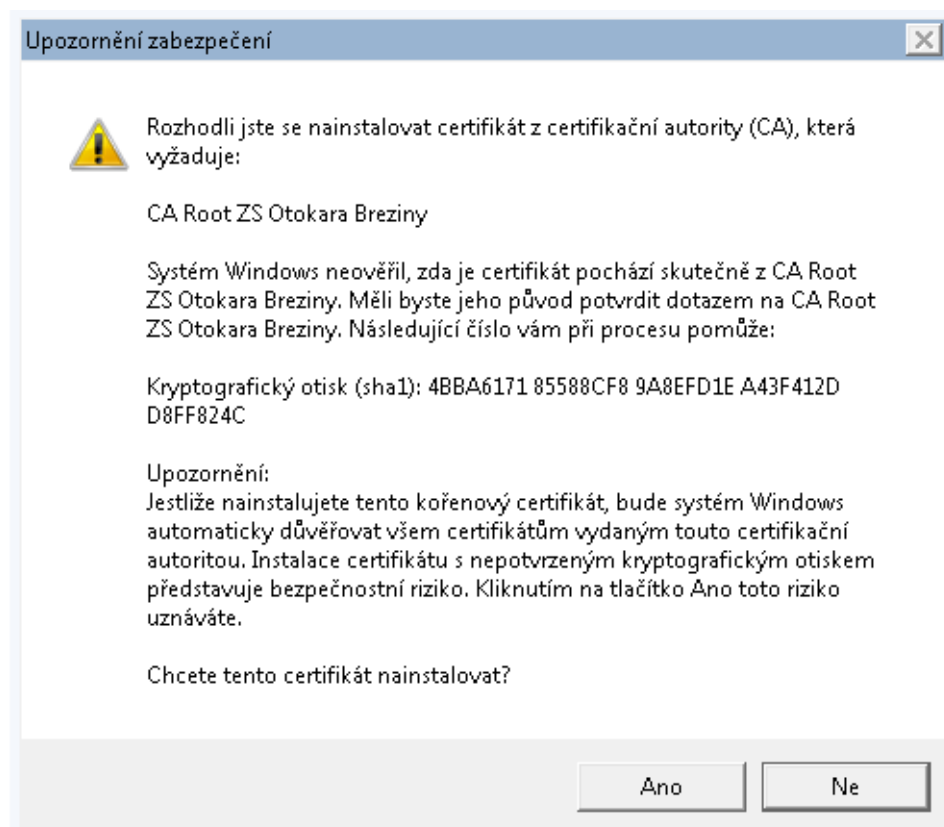 Upozornění zabezpečení
Rozhodli jste se nainstalovat certifikát z certifikační autority (CA), která
vyžaduje:
CA Root ZS Otokara Breziny
Systém Windows neověřil, zda je certifikát pochází skutečně z CA Root
ZS Otokara Breziny. Měli byste jeho původ potvrdit dotazem na CA Root
ZS Otokara Breziny. Následující číslo vám při procesu pomůže:
Kryptografický otisk (sha1): 4BBA6171 85588CF8 9A8EFD1E A43F412D
D8FF824C
Upozornění:
Jestliže nainstalujete tento kořenový certifikát, bude systém Windows
automaticky důvěřovat všem certifikátům vydaným touto certifikační
autoritou. Instalace certifikátu s nepotvrzeným kryptografickým otiskem
představuje bezpečnostní riziko. Kliknutím na tlačítko Ano toto riziko
uznáváte.
Chcete tento certifikát nainstalovat?
Ano
Ne